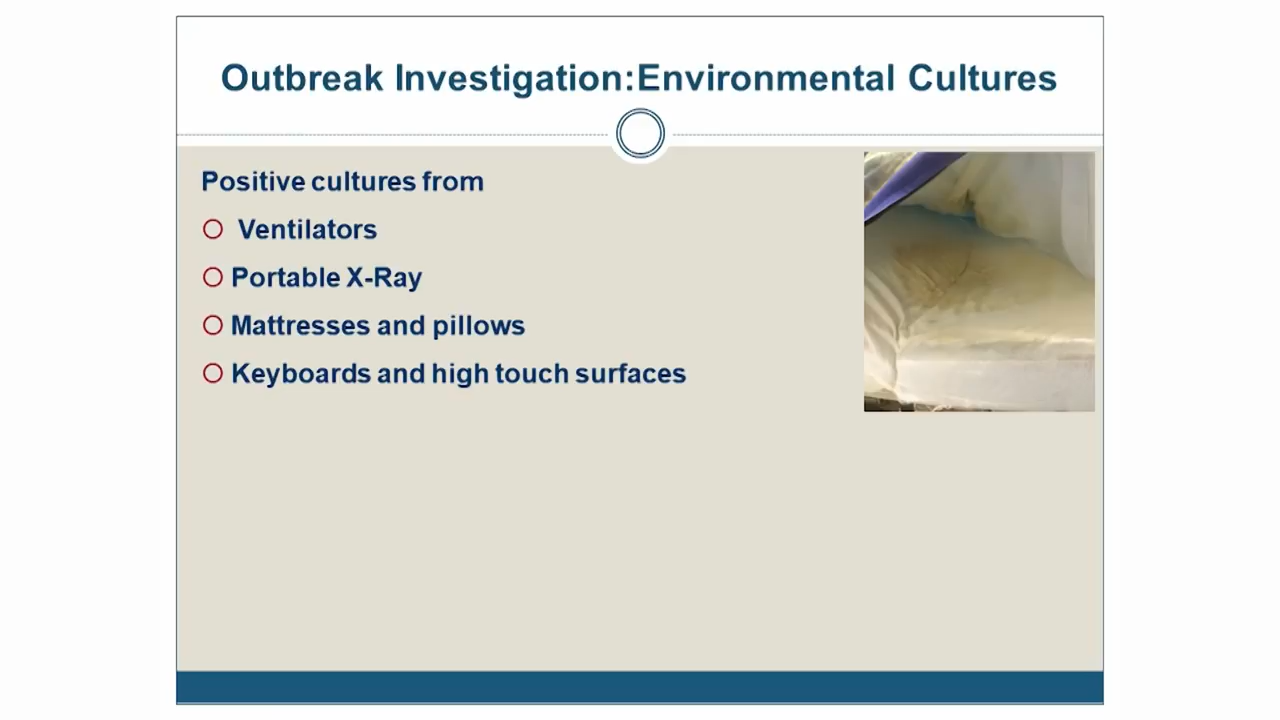 Outbreak Investigation:Environmental Cultures
Positive cultures from
Ventilators
Portable X-Ray
Mattresses and pillows
Keyboards and high touch surfaces